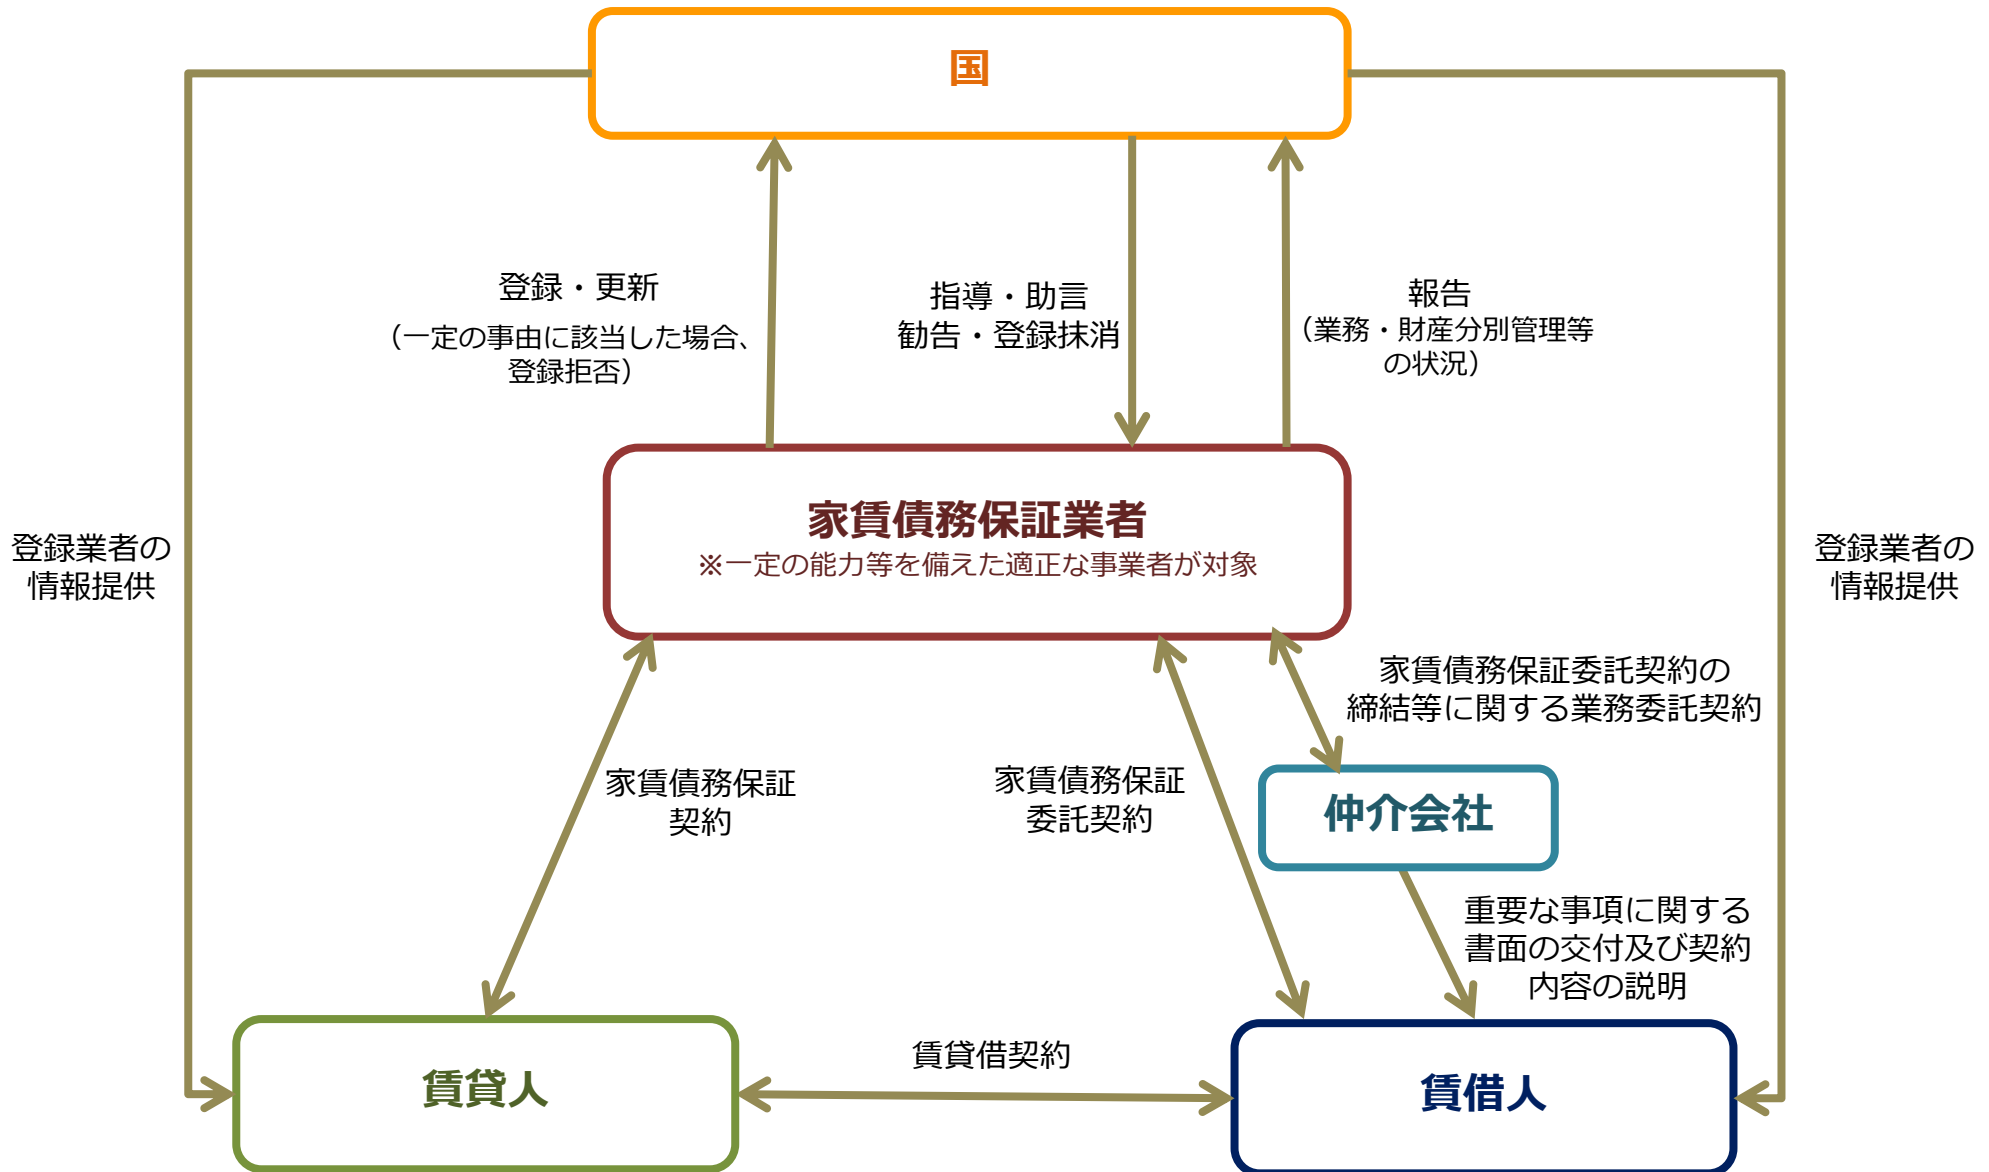 国
登録・更新
（一定の事由に該当した場合、
登録拒否）
指導・助言
勧告・登録抹消
報告
（業務・財産分別管理等
の状況）
家賃債務保証業者
※一定の能力等を備えた適正な事業者が対象
登録業者の
情報提供
登録業者の
情報提供
家賃債務保証委託契約の
締結等に関する業務委託契約
家賃債務保証
契約
家賃債務保証
委託契約
仲介会社
重要な事項に関する
書面の交付及び契約
内容の説明
賃貸借契約
賃貸人
賃借人